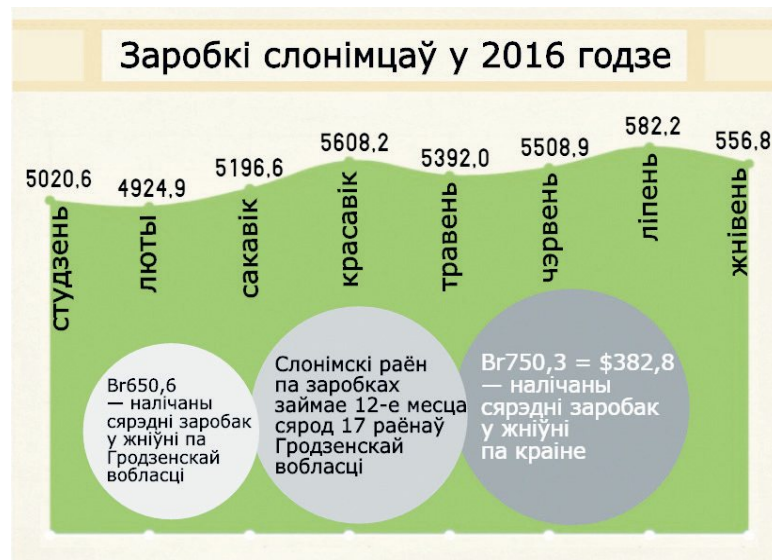 Заробкі слонімцаў у 2016 годзе
5020,6
4924,9
5196,6
5608,2
5392,0
5508,9
582,2
556,8
студзень
люты
сакавік
красавік
травень
чэрвень
ліпень
жнівень
Br650,6
— налічаны
сярэдні заробак
у жніўні па
Гродзенскай
вобласці
Слонімскі раён
па заробках
займае 12-е месца
сярод 17 раёнаў
Гродзенскай
вобласці
Br750,3 = $382,8
— налічаны
сярэдні заробак
у жніўні
па краіне